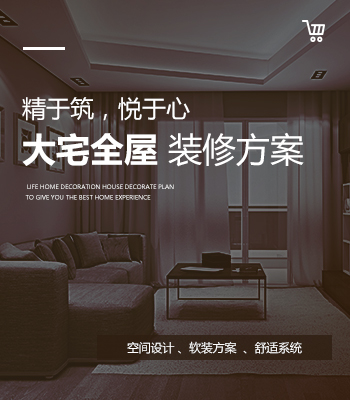 精于筑，悦于心
大宅全屋 装修方案
LIFE HOME DECORATION HOUSE DECORATE PLAN
TO GIVE YOU THE BEST HOME EXPERIENCE
空间设计 、软装方案 、舒适系统